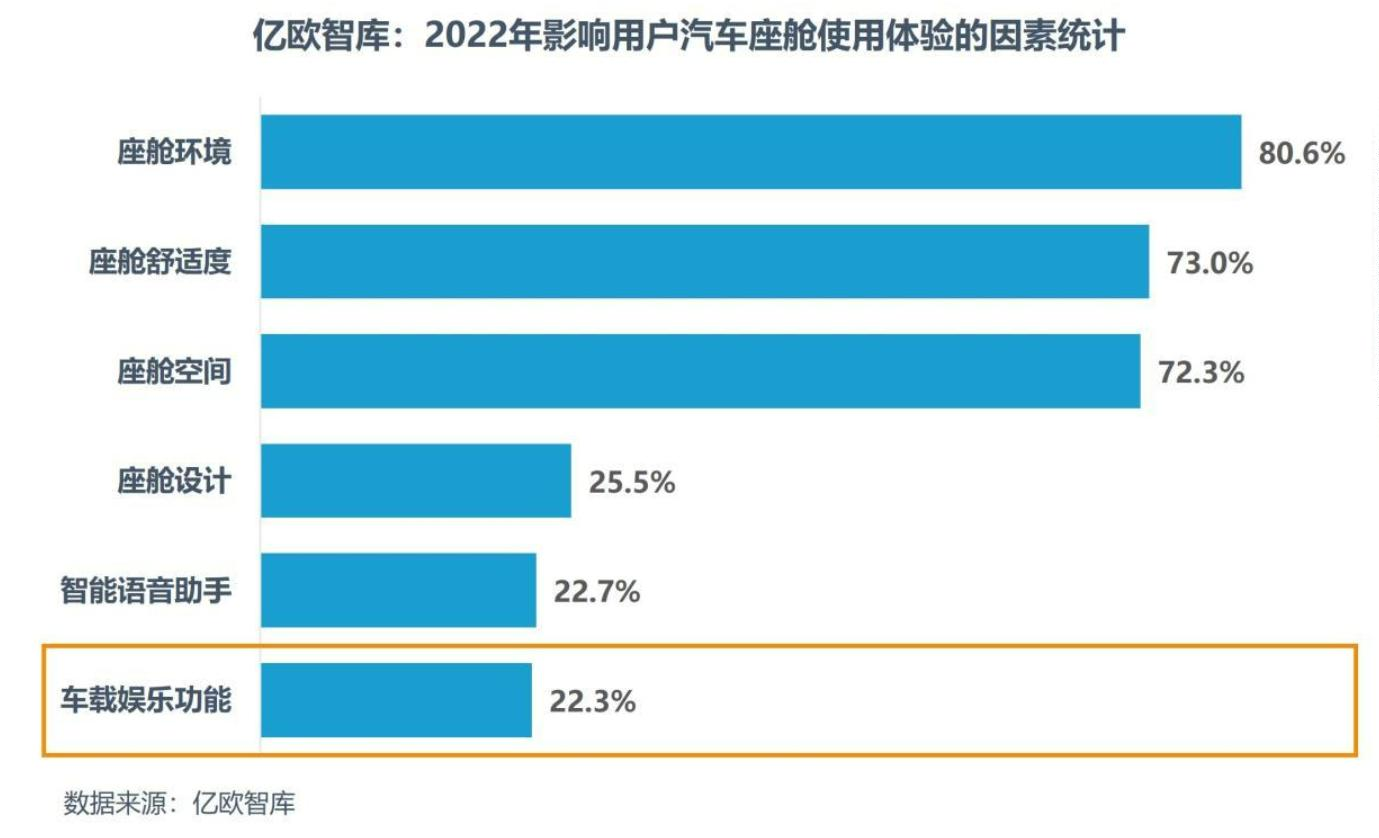 亿欧智库：2022年影响用户汽车座舱使用体验的因素统计
座舱环境 80.6%
座舱舒适度 73.0%
座舱空间 72.3%
座舱设计 25.5%
智能语音助手 22.7%
车载娱乐功能 22.3%
数据来源：亿欧智库